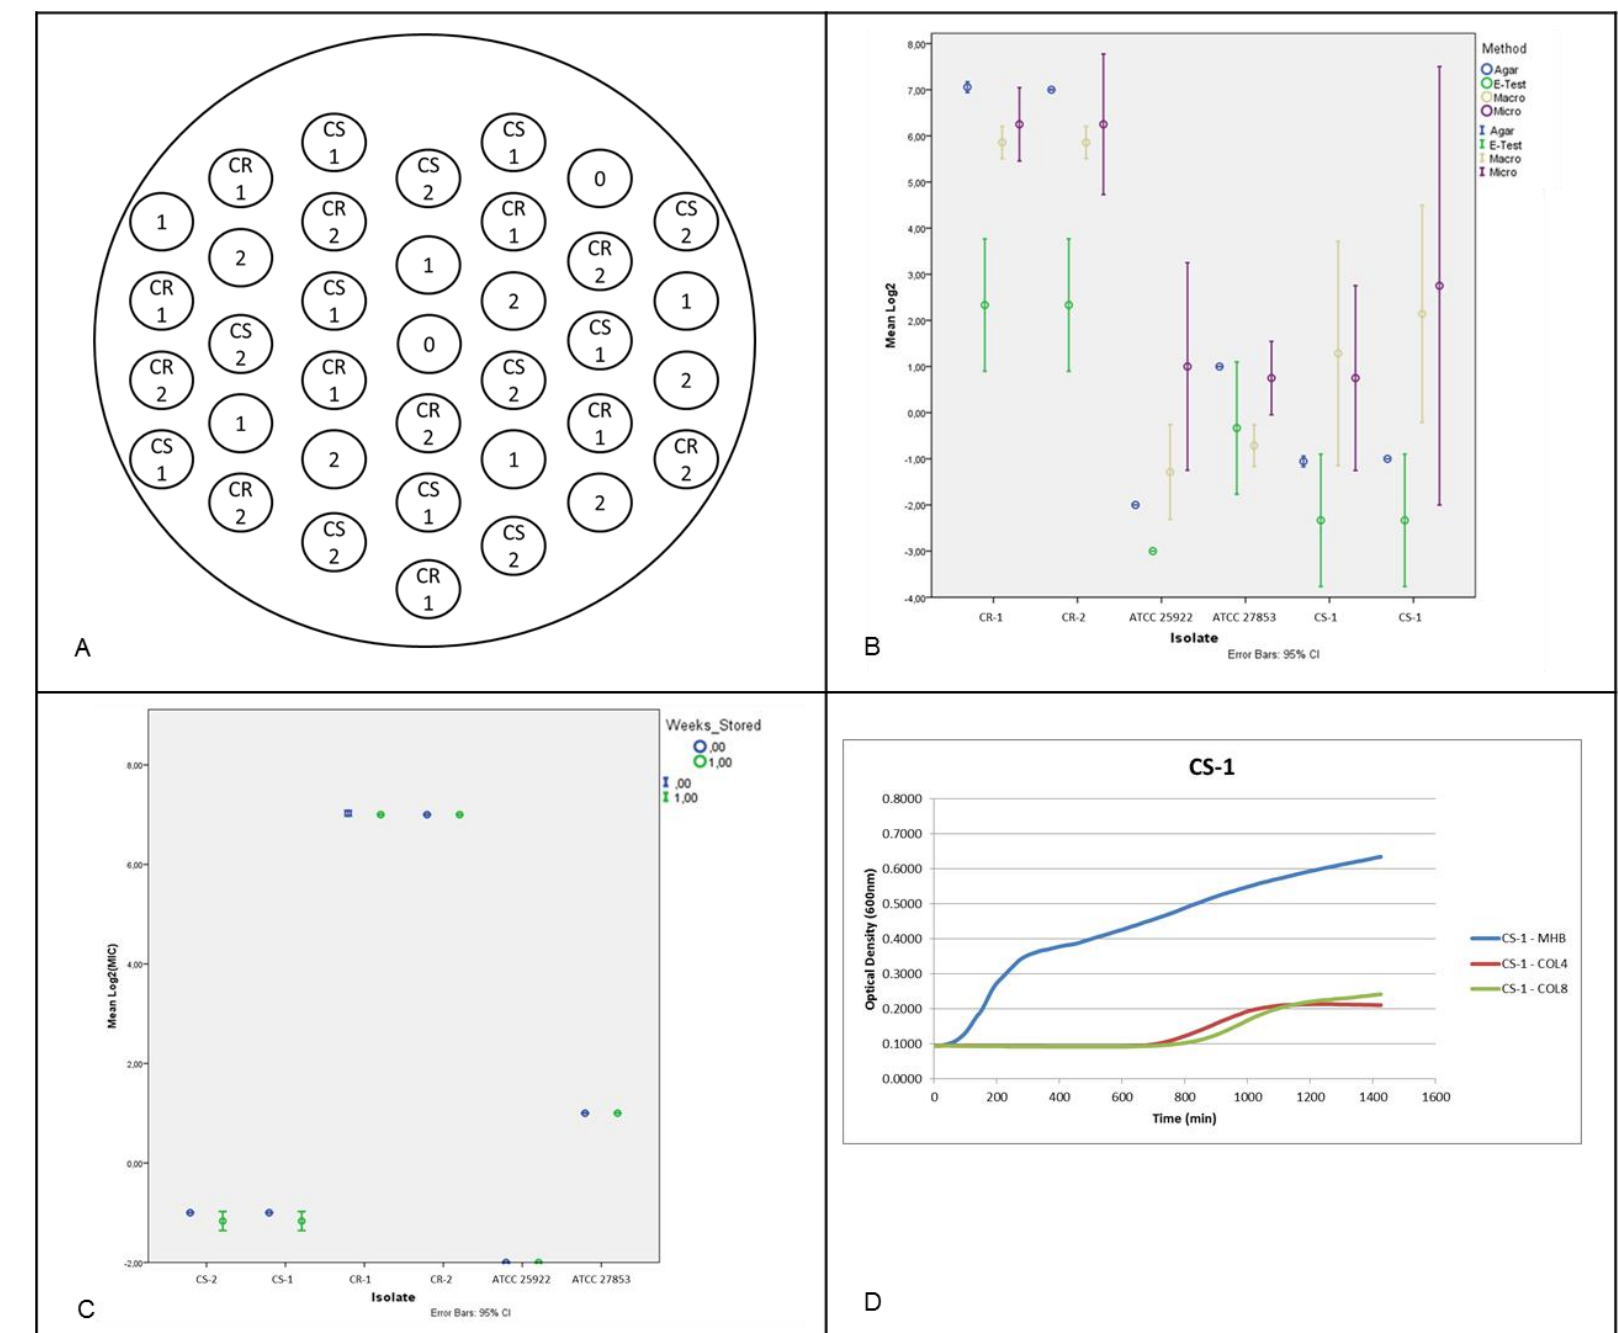 CS
1
CS
1
CR
1
CS
2
0
1
CR
2
CR
1
CS
2
2
1
CR
2
CR
1
CS
1
2
1
CS
2
0
CS
1
CR
2
CR
1
CS
2
2
1
CR
2
CR
1
CS
1
2
1
CR
2
CR
2
CS
1
2
CS
2
CS
2
CR
1
A
Method
Agar
E-Test
Macro
Micro
Agar
E-Test
Macro
Micro
8,00
7,00
6,00
5,00
4,00
3,00
2,00
1,00
0,00
-1,00
-2,00
-3,00
-4,00
Mean Log2
CR-1 CR-2 ATCC 25922 ATCC 27853 CS-1 CS-1
Isolate
Error Bars: 95% CI
B
Weeks_Stored
,00
1,00
,00
1,00
8,00
6,00
4,00
2,00
0,00
-2,00
Mean Log2(MIC)
CS-2 CS-1 CR-1 CR-2 ATCC 25922 ATCC 27853
Isolate
Error Bars: 95% CI
C
CS-1
0.8000
0.7000
0.6000
0.5000
0.4000
0.3000
0.2000
0.1000
0.0000
Optical Density (600nm)
0 200 400 600 800 1000 1200 1400 1600
Time (min)
CS-1 - MHB
CS-1 - COL4
CS-1 - COL8
D